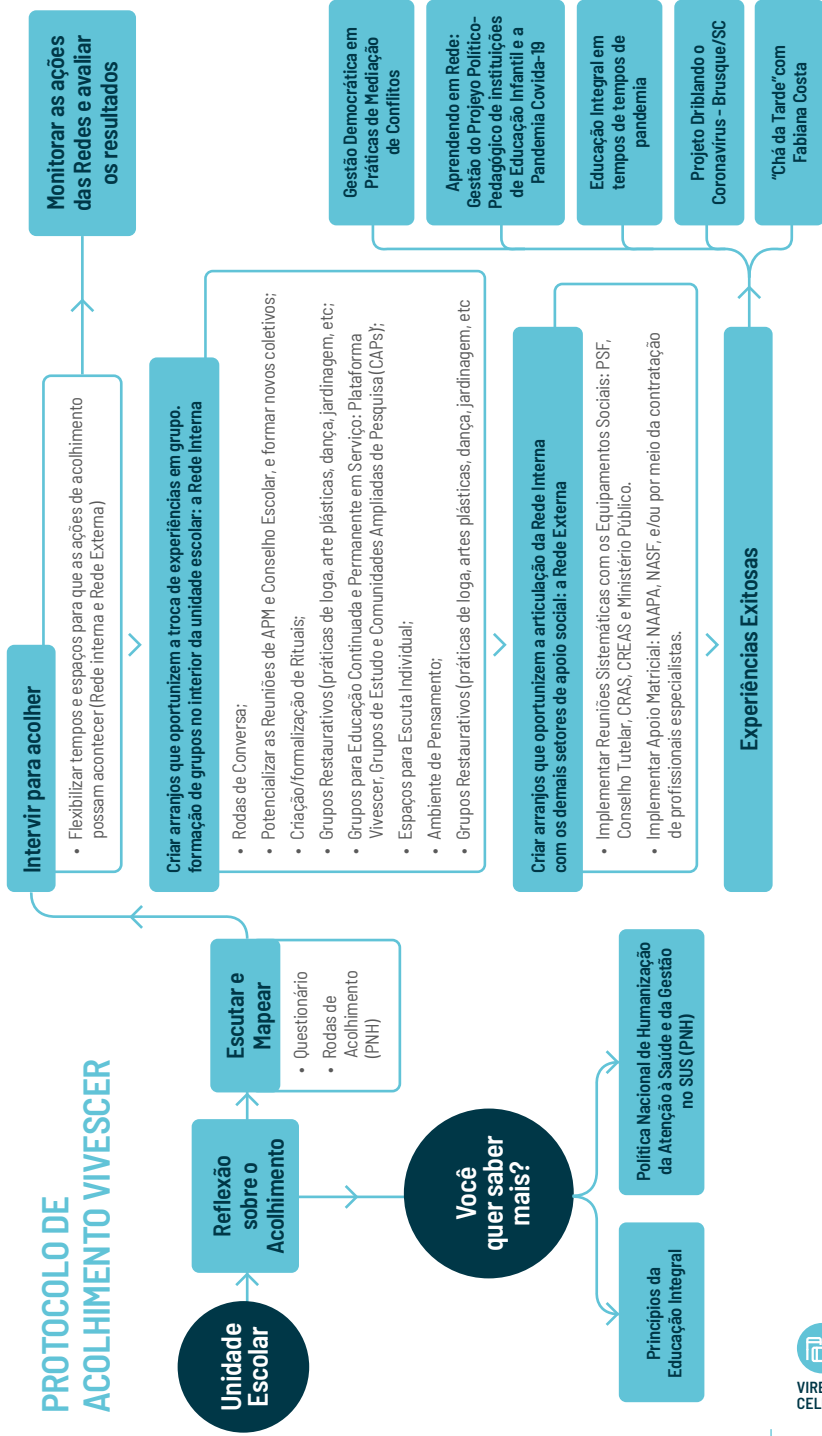 PROTOCOLO DE
ACOLHIMENTO VIVESCER
Unidade
Escolar
Reflexão
sobre o
Acolhimento
Você
quer saber
mais?
Princípios da
Educação Integral
Política Nacional de Humanização
da Atenção à Saúde e da Gestão
no SUS (PNH)
Escutar e
Mapear
• Questionário
• Rodas de
Acolhimento
(PNH)
Intervir para acolher
• Flexibilizar tempos e espaços para que as ações de acolhimento
possam acontecer (Rede interna e Rede Externa)
Criar arranjos que oportunizem a troca de experiências em grupo.
formação de grupos no interior da unidade escolar: a Rede Interna
• Rodas de Conversa;
• Potencializar as Reuniões de APM e Conselho Escolar, e formar novos coletivos;
• Criação/formalização de Rituais;
• Grupos Restaurativos (práticas de Ioga, arte plásticas, dança, jardinagem, etc;
• Grupos para Educação Continuada e Permanente em Serviço: Plataforma
Vivescer, Grupos de Estudo e Comunidades Ampliadas de Pesquisa (CAPs)';
• Espaços para Escuta Individual;
• Ambiente de Pensamento;
• Grupos Restaurativos (práticas de Ioga, artes plásticas, dança, jardinagem, etc
Criar arranjos que oportunizem a articulação da Rede Interna
com os demais setores de apoio social: a Rede Externa
• Implementar Reuniões Sistemáticas com os Equipamentos Sociais: PSF,
Conselho Tutelar, CRAS, CREAS e Ministério Público.
• Implementar Apoio Matricial: NAAPA, NASF, e/ou por meio da contratação
de profissionais especialistas.
Experiências Exitosas
Monitorar as ações
das Redes e avaliar
os resultados
Gestão Democrática em
Práticas de Mediação
de Conflitos
Aprendendo em Rede:
Gestão do Projeyo Político-
Pedagógico de instituições
de Educação Infantil e a
Pandemia Covida-19
Educação Integral em
tempos de tempos de
pandemia
Projeto Driblando o
Coronavírus - Brusque/SC
"Chá da Tarde"com
Fabiana Costa